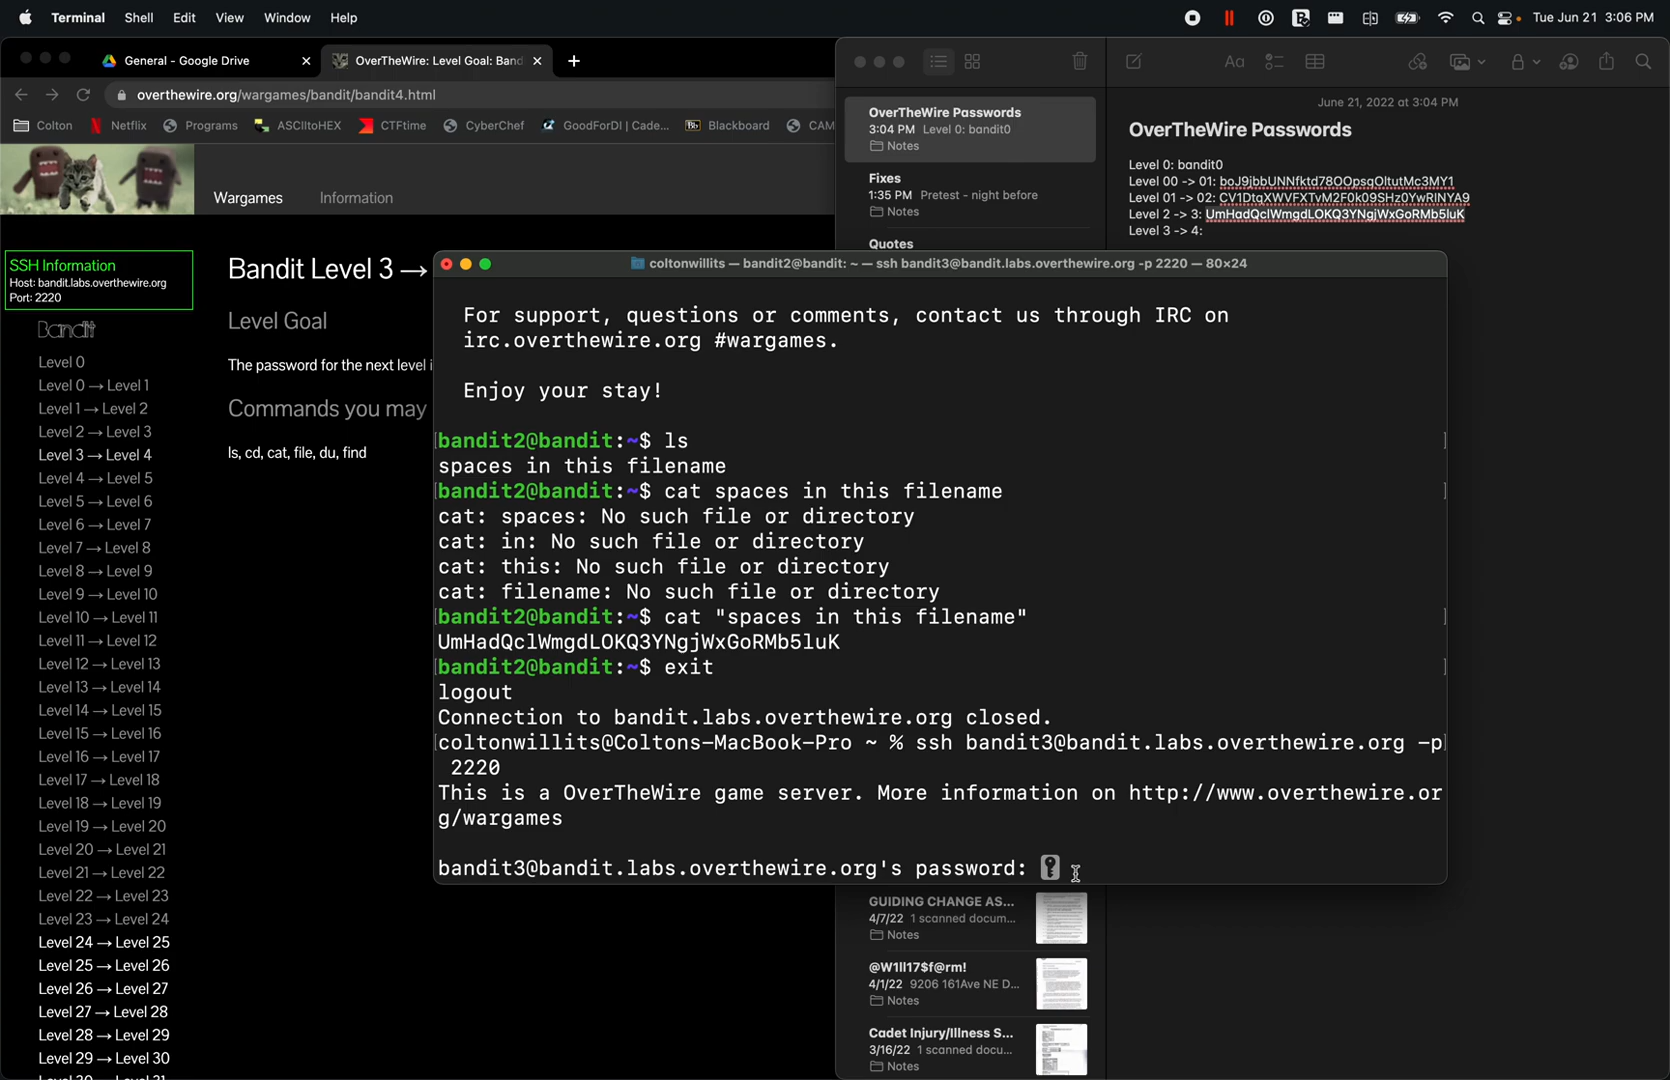 Terminal Shell Edit View Window Help
Tue Jun 21 3:06 PM
General - Google Drive
OverTheWire: Level Goal: Band
overthewire.org/wargames/bandit/bandit4.html
Colton Netflix Programs ASCIItoHEX CTFtime CyberChef GoodForDI | Cade... Blackboard CAM
Wargames Information
SSH Information
Host: bandit.labs.overthewire.org
Port: 2220
Bandit
Level 0
Level 0 → Level 1
Level 1 → Level 2
Level 2 → Level 3
Level 3 → Level 4
Level 4 → Level 5
Level 5 → Level 6
Level 6 → Level 7
Level 7 → Level 8
Level 8 → Level 9
Level 9 → Level 10
Level 10 → Level 11
Level 11 → Level 12
Level 12 → Level 13
Level 13 → Level 14
Level 14 → Level 15
Level 15 → Level 16
Level 16 → Level 17
Level 17 → Level 18
Level 18 → Level 19
Level 19 → Level 20
Level 20 → Level 21
Level 21 → Level 22
Level 22 → Level 23
Level 23 → Level 24
Level 24 → Level 25
Level 25 → Level 26
Level 26 → Level 27
Level 27 → Level 28
Level 28 → Level 29
Level 29 → Level 30
Bandit Level 3 →
Level Goal
The password for the next level i
Commands you may
ls, cd, cat, file, du, find
OverTheWire Passwords
3:04 PM Level 0: bandit0
Notes
Fixes
1:35 PM Pretest - night before
Notes
Quotes
June 21, 2022 at 3:04 PM
OverTheWire Passwords
Level 0: bandit0
Level 00 -> 01: boJ9jbbUNNfktd78OOpsqOltutMc3MY1
Level 01 -> 02: CV1DtqXWVFXTvM2F0k09SHz0YwRINYA9
Level 2 -> 3: UmHadQclWmgdLOKQ3YNgjWxGoRMb5luK
Level 3 -> 4:
coltonwillits — bandit2@bandit: ~ — ssh bandit3@bandit.labs.overthewire.org -p 2220 — 80×24
For support, questions or comments, contact us through IRC on
irc.overthewire.org #wargames.
Enjoy your stay!
[bandit2@bandit:~$ ls ]
spaces in this filename
[bandit2@bandit:~$ cat spaces in this filename ]
cat: spaces: No such file or directory
cat: in: No such file or directory
cat: this: No such file or directory
cat: filename: No such file or directory
[bandit2@bandit:~$ cat "spaces in this filename" ]
UmHadQclWmgdLOKQ3YNgjWxGoRMb5luK
[bandit2@bandit:~$ exit ]
logout
Connection to bandit.labs.overthewire.org closed.
[coltonwillits@Coltons-MacBook-Pro ~ % ssh bandit3@bandit.labs.overthewire.org -p]
2220
This is a OverTheWire game server. More information on http://www.overthewire.or
g/wargames
bandit3@bandit.labs.overthewire.org's password:
GUIDING CHANGE AS...
4/7/22 1 scanned docum...
Notes
@W1ll17$f@rm!
4/1/22 9206 161Ave NE D...
Notes
Cadet Injury/Illness S...
3/16/22 1 scanned docu...
Notes